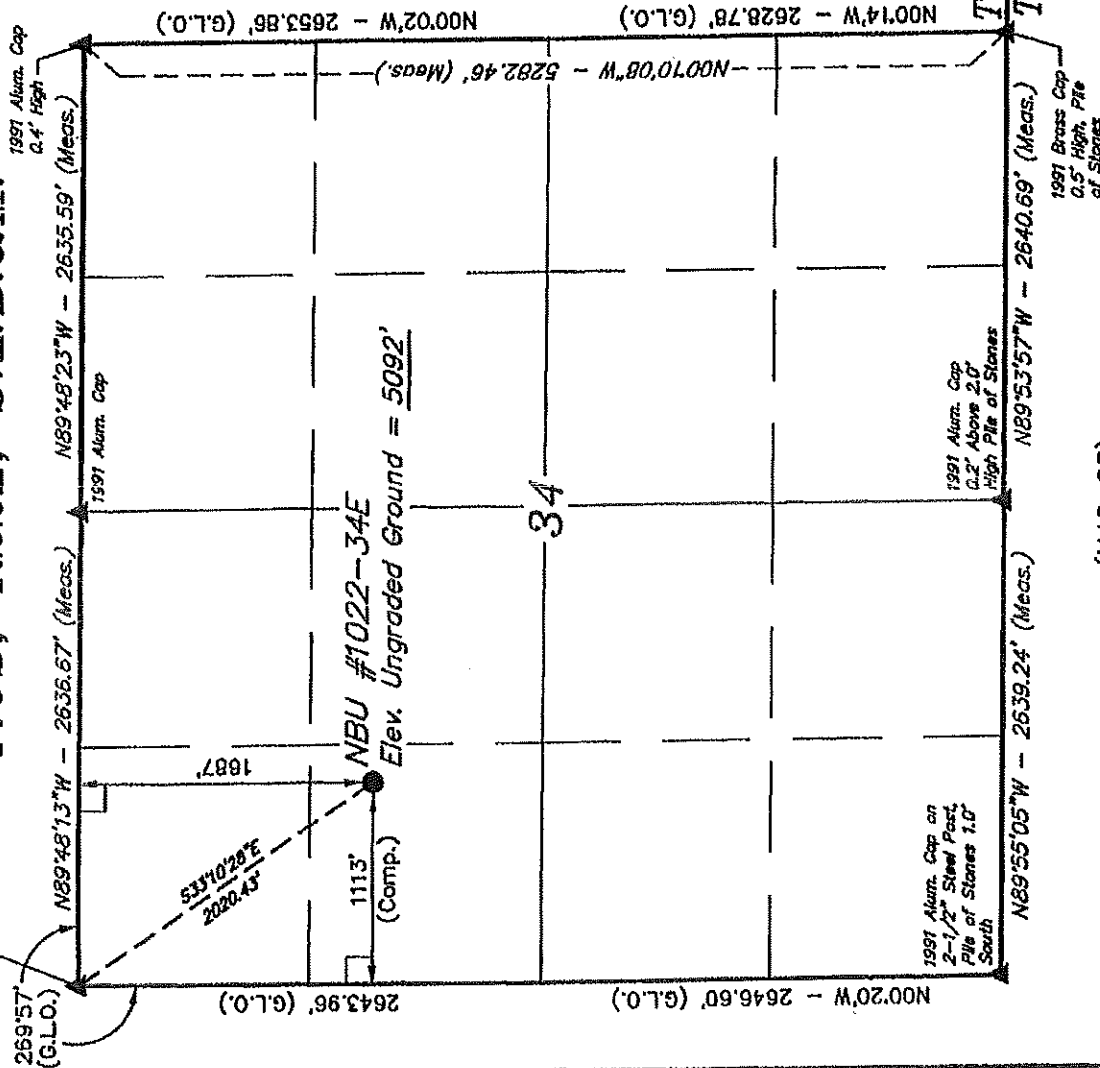 1991 Alum. Cap
0.4' High
269°57'
(G.L.O.)
N89°48'13"W - 2636.67' (Meas.)
N89°48'23"W - 2635.59' (Meas.)
1991 Alum. Cap
N00°02'W - 2653.86' (G.L.O.)
N00°14'W - 2628.78' (G.L.O.)
N00°10'08"W - 5282.46' (Meas.)
T
T
1687'
S33°10'28"E
2020.43'
1113'
(Comp.)
NBU #1022-34E
Elev. Ungraded Ground = 5092'
34
2643.96' (G.L.O.)
N00°20'W - 2646.60' (G.L.O.)
1991 Alum. Cap on
2-1/2" Steel Post,
Pile of Stones 1.0'
South
1991 Alum. Cap
0.2' Above 2.0'
High Pile of Stones
N89°55'05"W - 2639.24' (Meas.)
N89°53'57"W - 2640.69' (Meas.)
1991 Brass Cap
0.5' High, Pile
of Stones